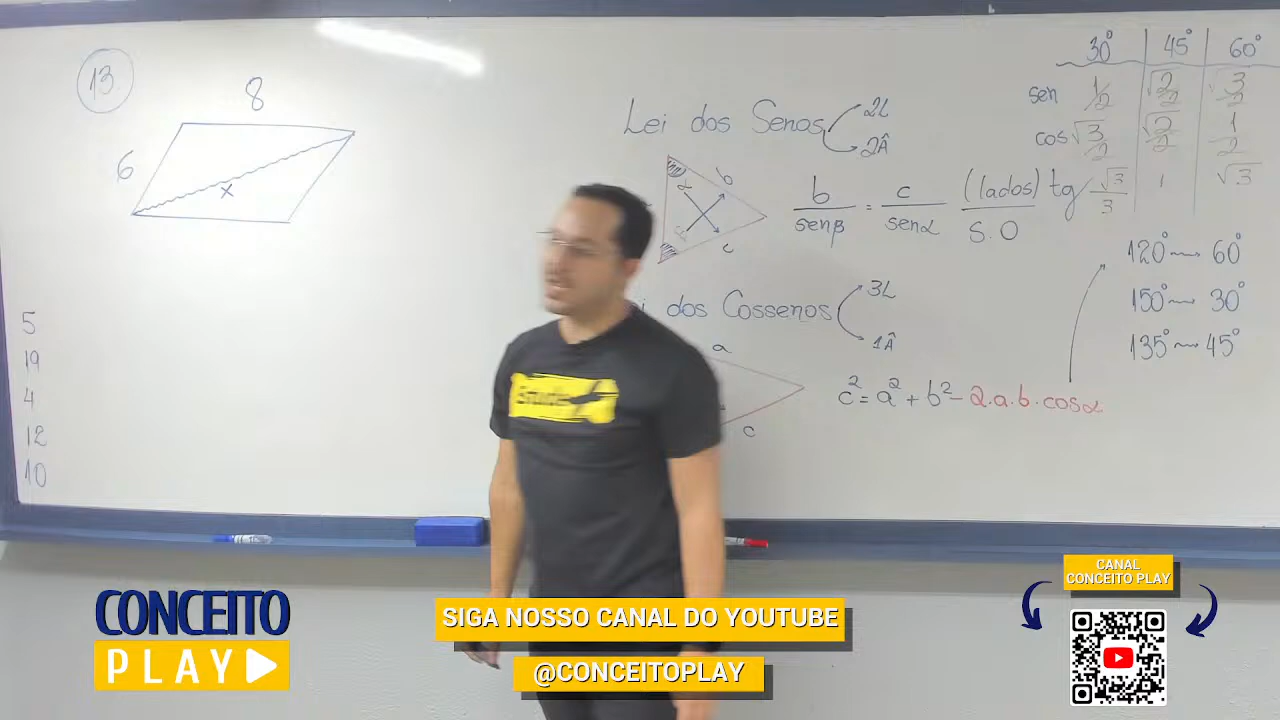 13
8
6
x
5
19
4
12
10
Lei dos Senos
2L
2Â
α
β
b
c
b/senβ = c/senα (lados)/S.O
30° 45° 60°
sen 1/2 √2/2 √3/2
cos √3/2 √2/2 1/2
tg √3/3 1 √3
120° 60°
150° 30°
135° 45°
dos Cossenos
3L
1Â
a
c
c² = a² + b² - 2.a.b.cosα
Estude
CONCEITO
PLAY
SIGA NOSSO CANAL DO YOUTUBE
@CONCEITOPLAY
CANAL
CONCEITO PLAY